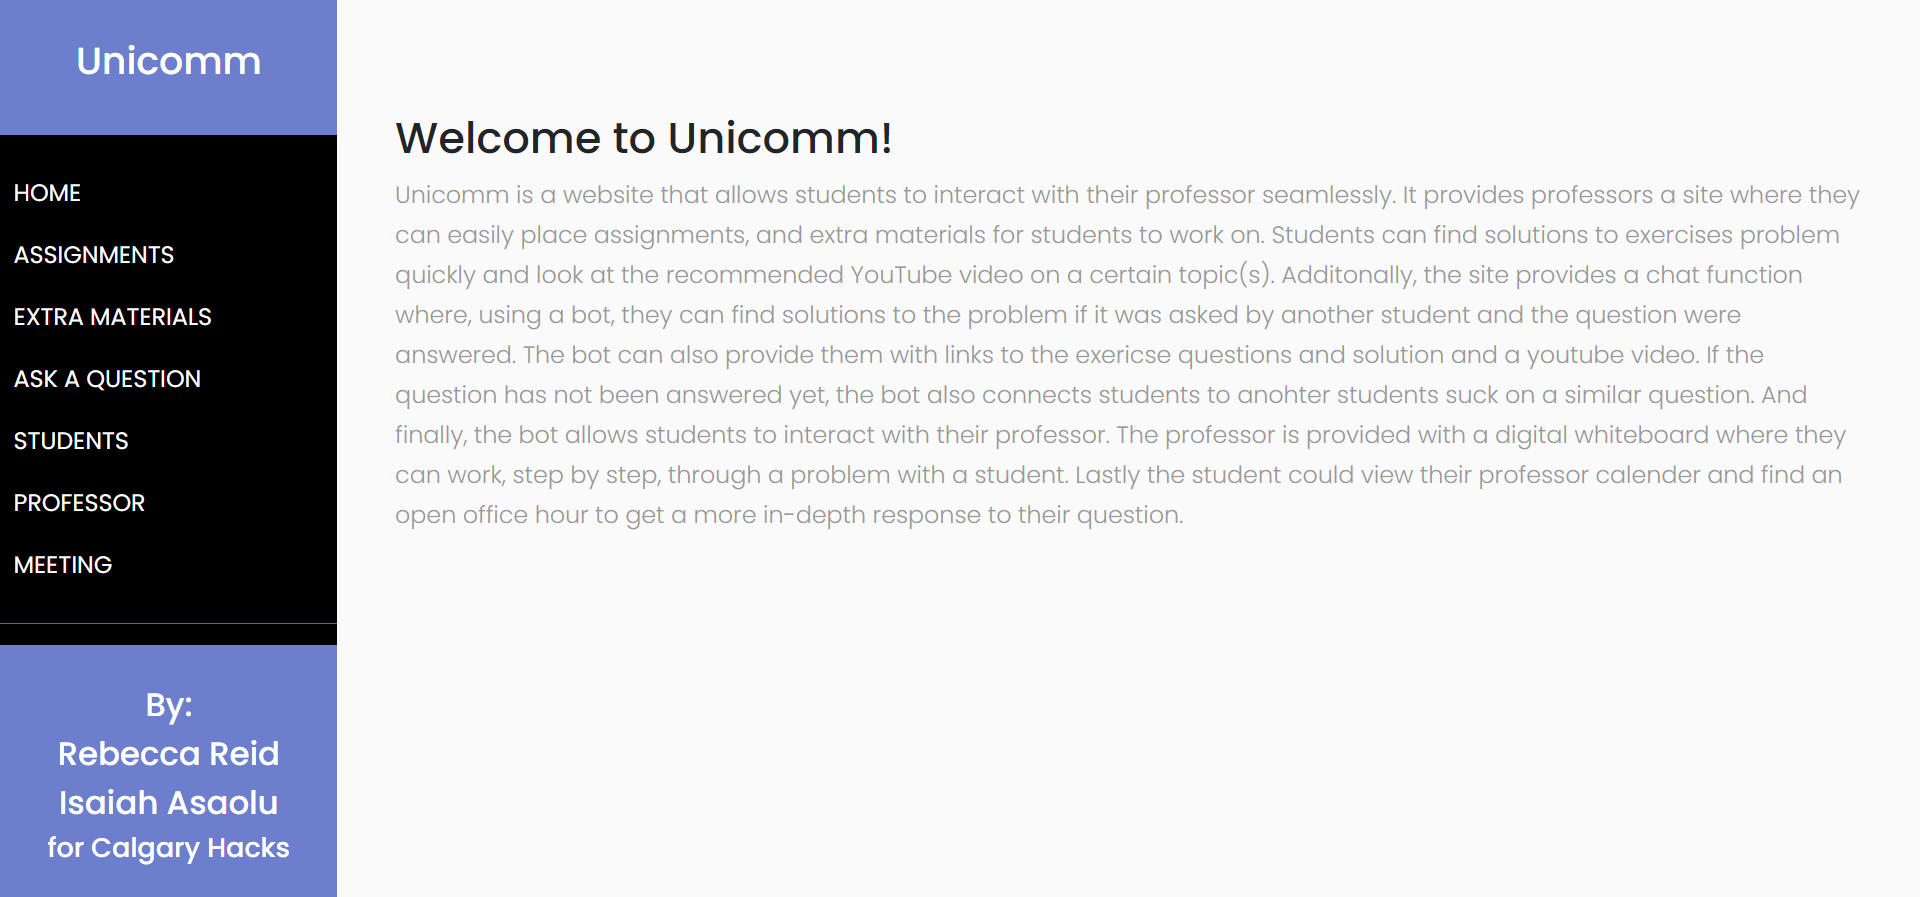 Unicomm
HOME
ASSIGNMENTS
EXTRA MATERIALS
ASK A QUESTION
STUDENTS
PROFESSOR
MEETING
By:
Rebecca Reid
Isaiah Asaolu
for Calgary Hacks
Welcome to Unicomm!
Unicomm is a website that allows students to interact with their professor seamlessly. It provides professors a site where they
can easily place assignments, and extra materials for students to work on. Students can find solutions to exercises problem
quickly and look at the recommended YouTube video on a certain topic(s). Additonally, the site provides a chat function
where, using a bot, they can find solutions to the problem if it was asked by another student and the question were
answered. The bot can also provide them with links to the exericse questions and solution and a youtube video. If the
question has not been answered yet, the bot also connects students to anohter students suck on a similar question. And
finally, the bot allows students to interact with their professor. The professor is provided with a digital whiteboard where they
can work, step by step, through a problem with a student. Lastly the student could view their professor calender and find an
open office hour to get a more in-depth response to their question.